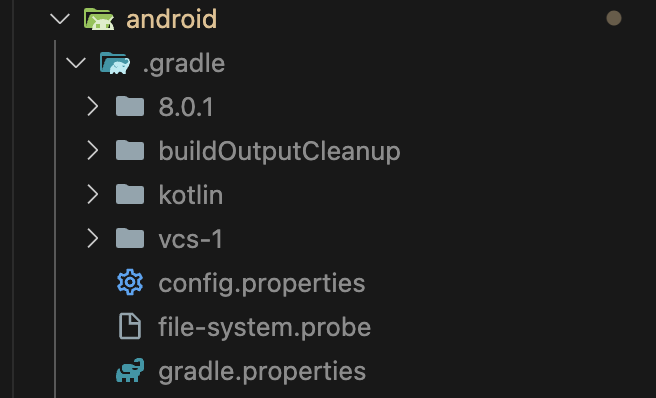 android
.gradle
8.0.1
buildOutputCleanup
kotlin
vcs-1
config.properties
file-system.probe
gradle.properties